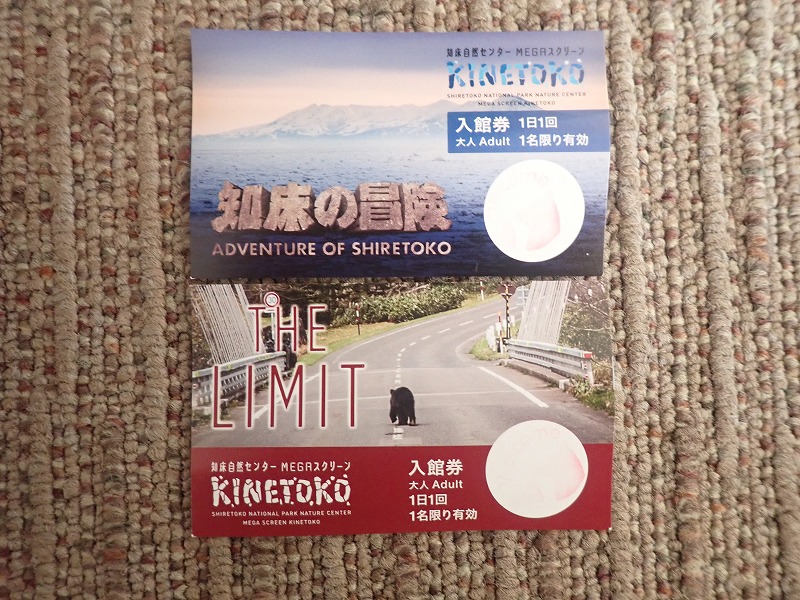 知床自然センター MEGAスクリーン
KINETOKO
SHIRETOKO NATIONAL PARK NATURE CENTER
MEGA SCREEN KINETOKO
入館券 1日1回
大人 Adult 1名限り有効
知床の冒険
ADVENTURE OF SHIRETOKO
THE
LIMIT
知床自然センター MEGAスクリーン
KINETOKO
SHIRETOKO NATIONAL PARK NATURE CENTER
MEGA SCREEN KINETOKO
入館券
大人 Adult
1日1回
1名限り有効